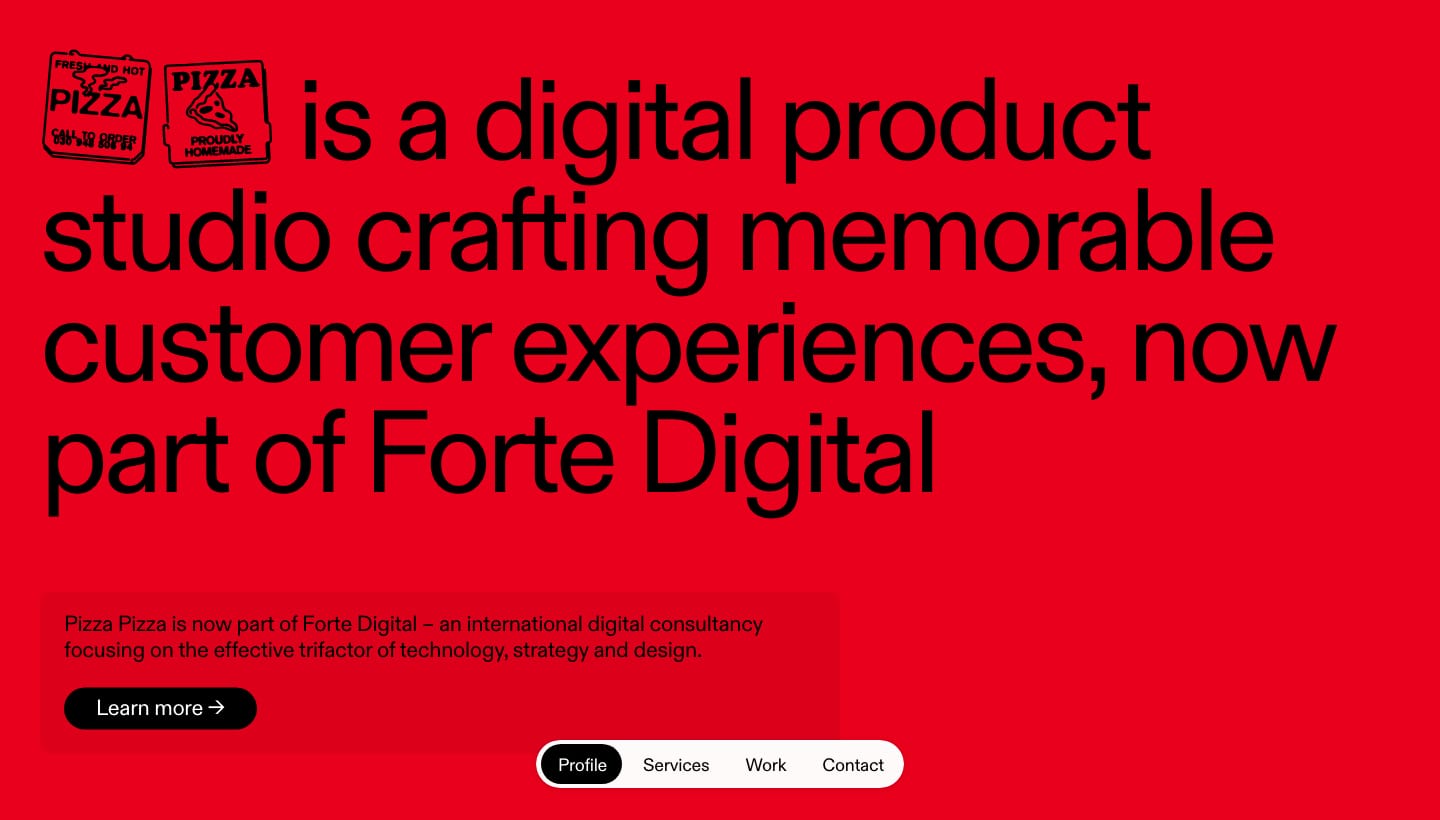 FRESH AND HOT
PIZZA
CALL TO ORDER
PIZZA
PROUDLY
HOMEMADE
is a digital product
studio crafting memorable
customer experiences, now
part of Forte Digital
Pizza Pizza is now part of Forte Digital – an international digital consultancy
focusing on the effective trifactor of technology, strategy and design.
Learn more →
Profile Services Work Contact